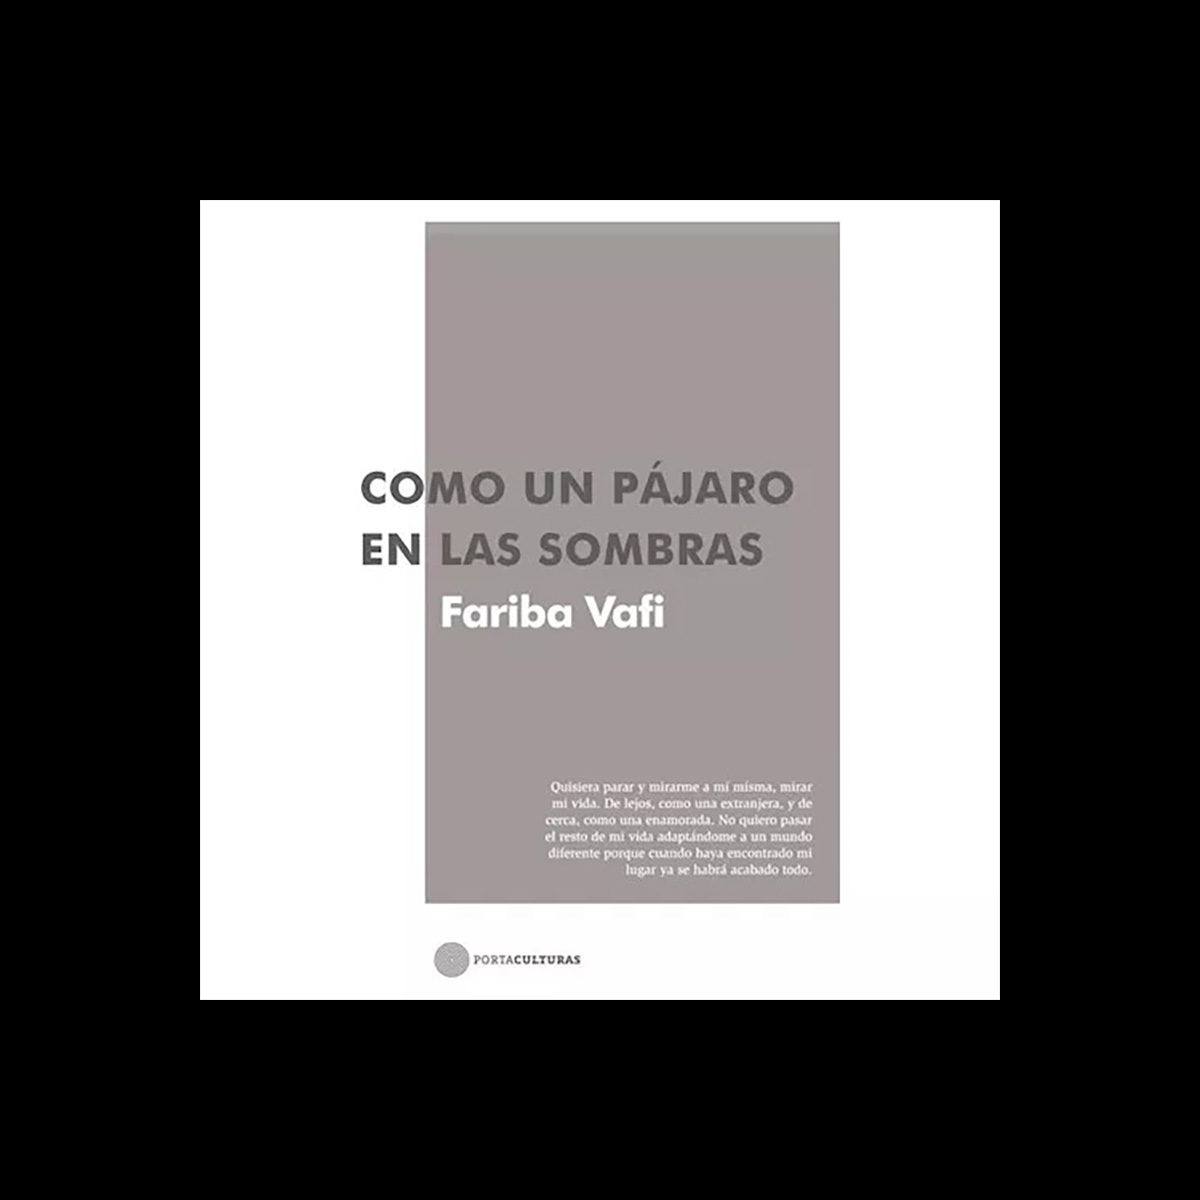 COMO UN PÁJARO
EN LAS SOMBRAS
Fariba Vafi
Quisiera parar y mirarme a mí misma, mirar
mi vida. De lejos, como una extranjera, y de
cerca, como una enamorada. No quiero pasar
el resto de mi vida adaptándome a un mundo
diferente porque cuando haya encontrado mi
lugar ya se habrá acabado todo.
PORTACULTURAS